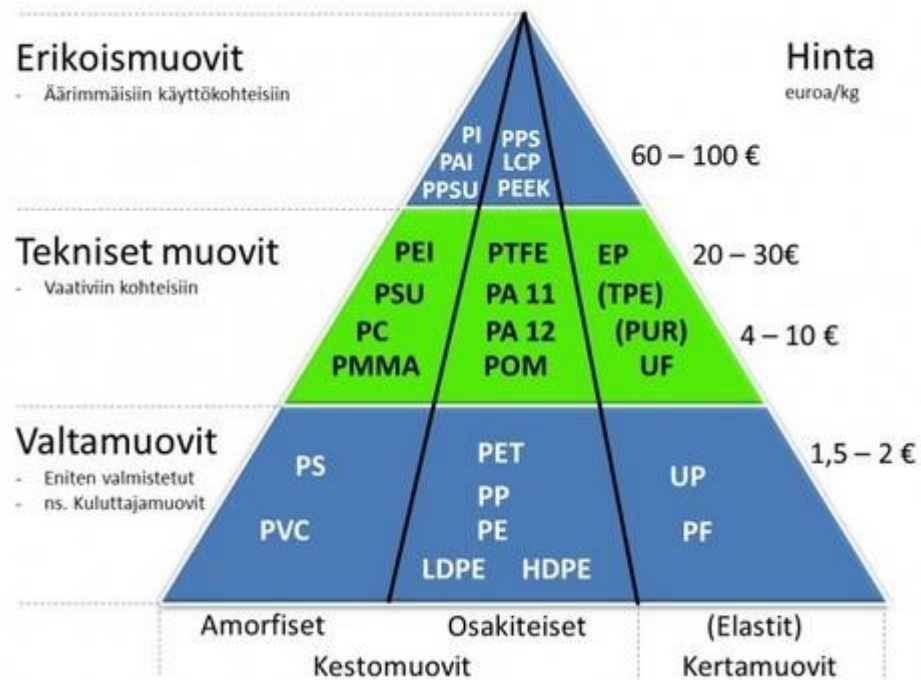 Erikoismuovit
- Äärimmäisiin käyttökohteisiin
Hinta
euroa/kg
PI
PAI
PPSU
PPS
LCP
PEEK
60 – 100 €
Tekniset muovit
- Vaativiin kohteisiin
PEI
PSU
PC
PMMA
PTFE
PA 11
PA 12
POM
EP
(TPE)
(PUR)
UF
20 – 30€
4 – 10 €
Valtamuovit
- Eniten valmistetut
- ns. Kuluttajamuovit
PS
PVC
PET
PP
PE
LDPE HDPE
UP
PF
1,5 – 2 €
Amorfiset Osakiteiset (Elastit)
Kestomuovit Kertamuovit